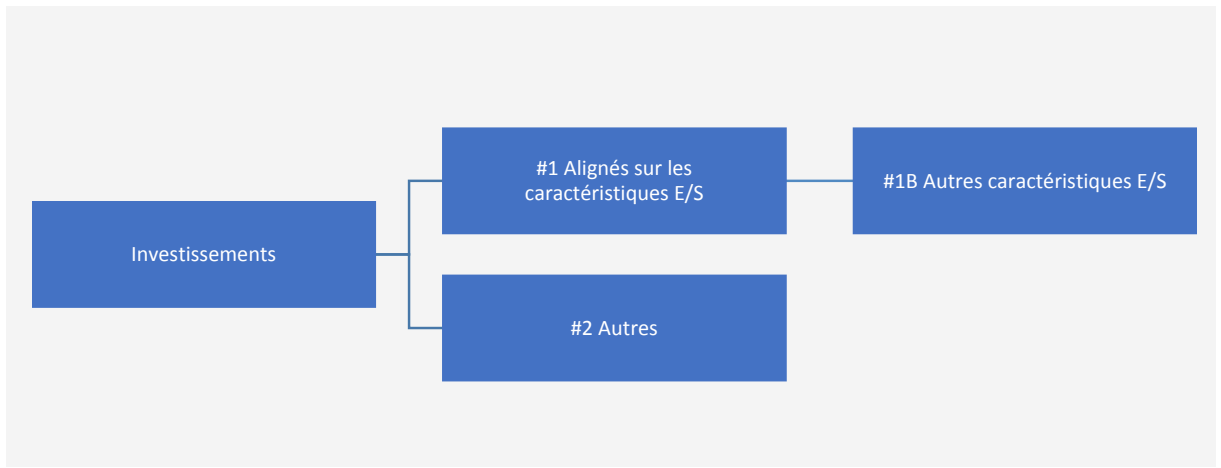 Investissements
#1 Alignés sur les
caractéristiques E/S
#1B Autres caractéristiques E/S
#2 Autres